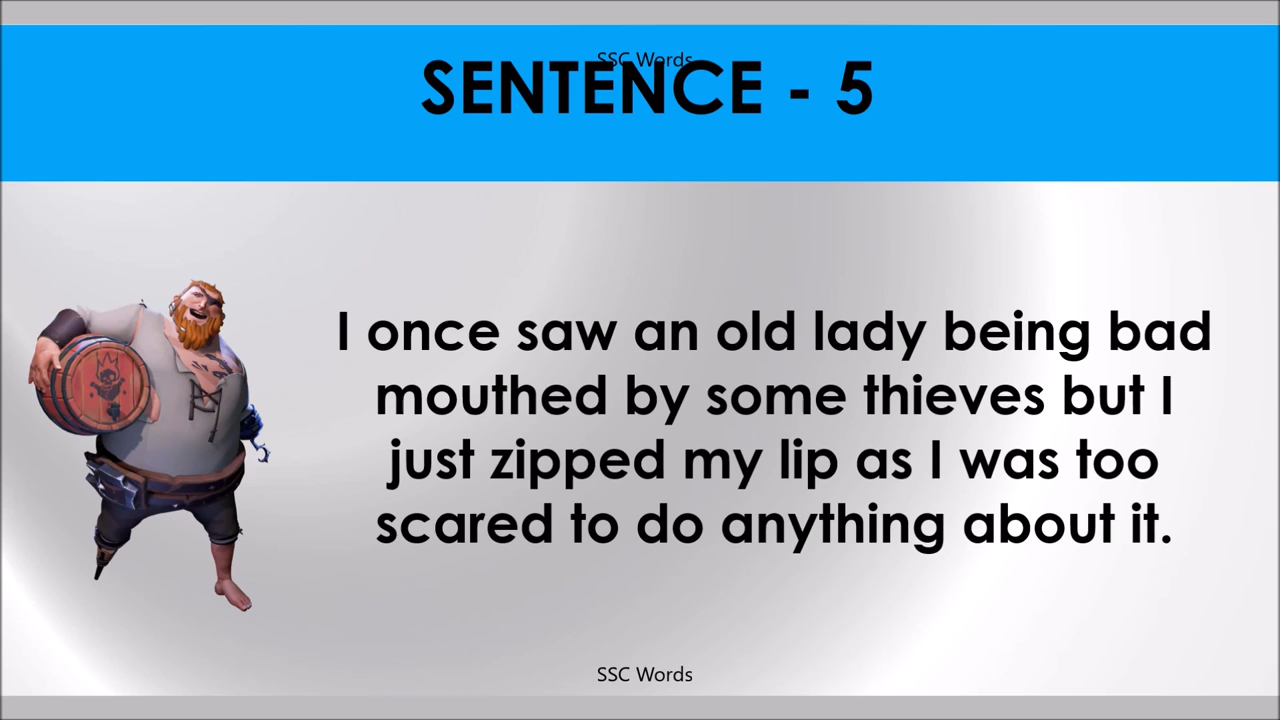 SSC Words
SENTENCE - 5
I once saw an old lady being bad
mouthed by some thieves but I
just zipped my lip as I was too
scared to do anything about it.
SSC Words